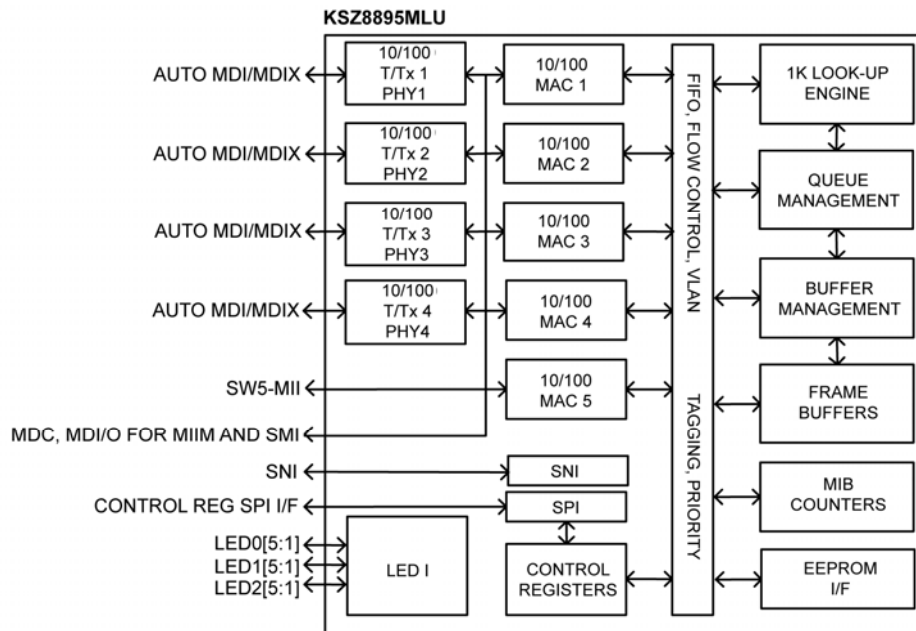 KSZ8895MLU
AUTO MDI/MDIX
10/100
T/Tx 1
PHY1
10/100
MAC 1
1K LOOK-UP
ENGINE
AUTO MDI/MDIX
10/100
T/Tx 2
PHY2
10/100
MAC 2
QUEUE
MANAGEMENT
AUTO MDI/MDIX
10/100
T/Tx 3
PHY3
10/100
MAC 3
BUFFER
MANAGEMENT
AUTO MDI/MDIX
10/100
T/Tx 4
PHY4
10/100
MAC 4
FIFO, FLOW CONTROL, VLAN TAGGING, PRIORITY
SW5-MII
10/100
MAC 5
FRAME
BUFFERS
MDC, MDI/O FOR MIIM AND SMI
SNI
SNI
MIB
COUNTERS
CONTROL REG SPI I/F
SPI
LED0[5:1]
LED1[5:1]
LED2[5:1]
LED I
CONTROL
REGISTERS
EEPROM
I/F